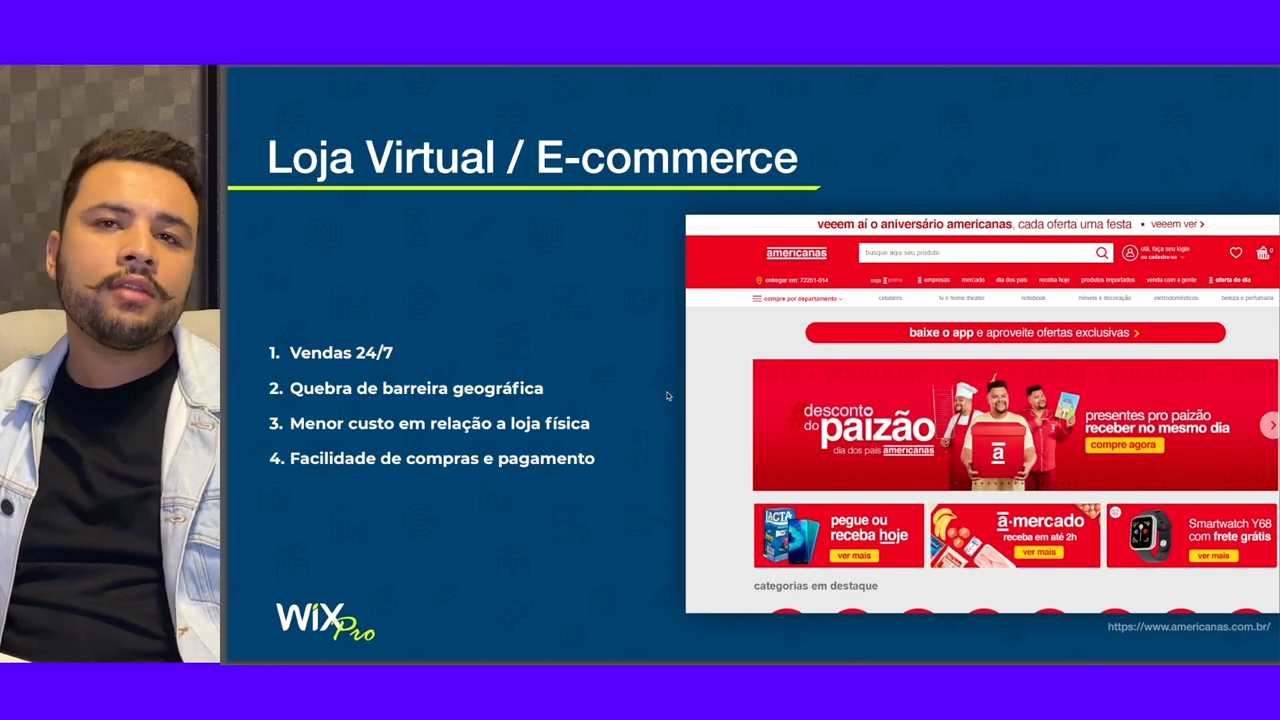 Loja Virtual / E-commerce
1. Vendas 24/7
2. Quebra de barreira geográfica
3. Menor custo em relação a loja física
4. Facilidade de compras e pagamento
WiX Pro
veeem aí o aniversário americanas, cada oferta uma festa • veeem ver >
americanas
busque aqui seu produto
olá, faça seu login
ou cadastre-se
0
entregar em: 72251-014
seja prime
empresas
mercado
dia dos pais
receba hoje
produtos importados
venda com a gente
oferta do dia
compre por departamento
celulares
tv e home theater
notebook
móveis e decoração
eletrodomésticos
beleza e perfumaria
baixe o app e aproveite ofertas exclusivas >
#desconto
do paizão
dia dos pais americanas
ā
presentes pro paizão
receber no mesmo dia
compre agora
LACTA
pegue ou
receba hoje
ver mais
ā•mercado
receba em até 2h
ver mais
Smartwatch Y68
com frete grátis
ver mais
categorias em destaque
https://www.americanas.com.br/